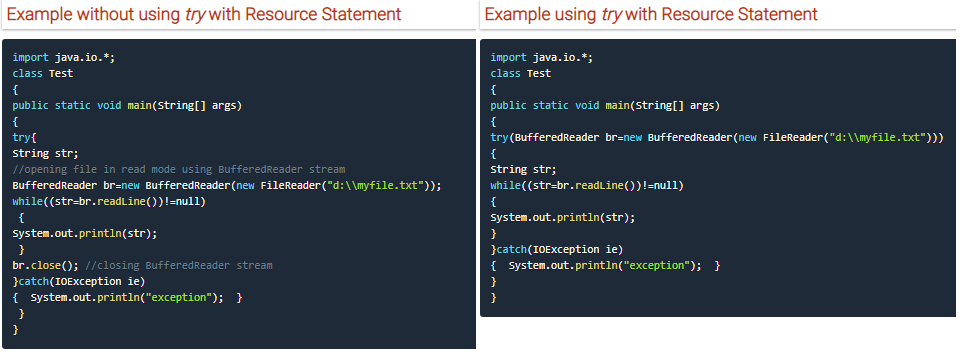 Example without using try with Resource Statement
import java.io.*;
class Test
{
public static void main(String[] args)
{
try{
String str;
//opening file in read mode using BufferedReader stream
BufferedReader br=new BufferedReader(new FileReader("d:\\myfile.txt"));
while((str=br.readLine())!=null)
{
System.out.println(str);
}
br.close(); //closing BufferedReader stream
}catch(IOException ie)
{  System.out.println("exception");  }
}
}
Example using try with Resource Statement
import java.io.*;
class Test
{
public static void main(String[] args)
{
try(BufferedReader br=new BufferedReader(new FileReader("d:\\myfile.txt")))
{
String str;
while((str=br.readLine())!=null)
{
System.out.println(str);
}
}catch(IOException ie)
{  System.out.println("exception");  }
}
}